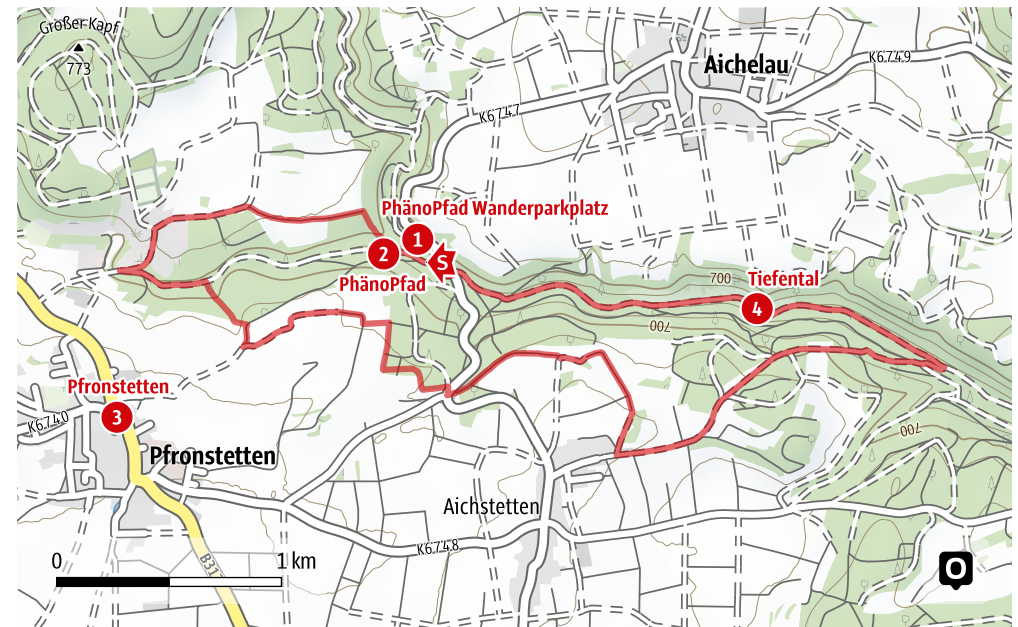 Großer Kapf
773
Aichelau
K6749
K6747
PhänoPfad Wanderparkplatz
1
2
S
PhänoPfad
700
Tiefental
4
700
Pfronstetten
3
K6740
700
Pfronstetten
Aichstetten
K6748
0
1 km
O